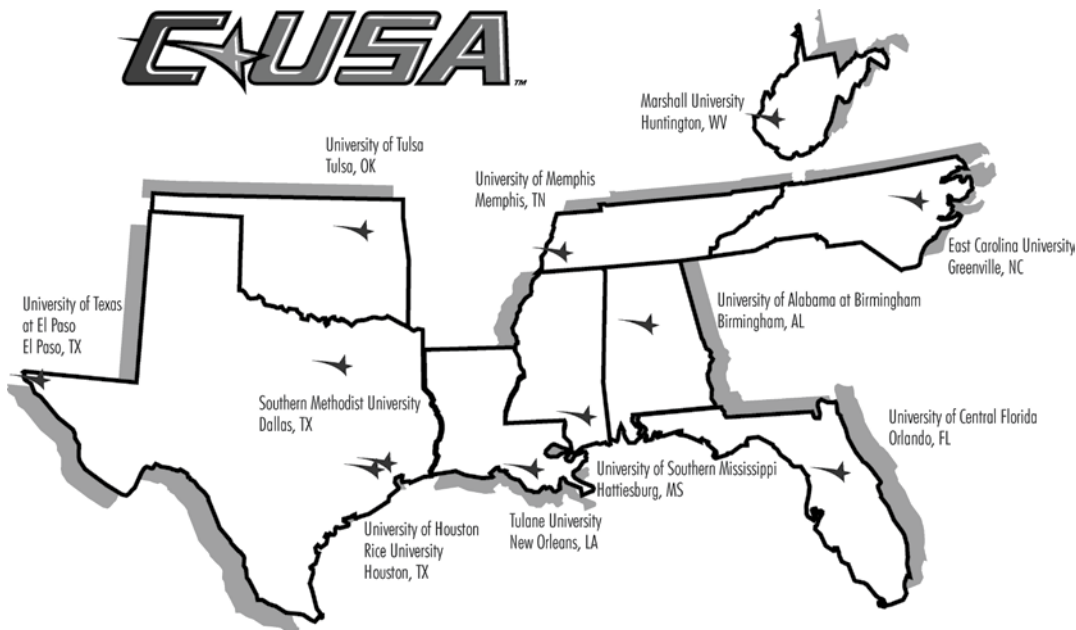 C USA
TM
Marshall University
Huntington, WV
University of Tulsa
Tulsa, OK
University of Memphis
Memphis, TN
East Carolina University
Greenville, NC
University of Texas
at El Paso
El Paso, TX
University of Alabama at Birmingham
Birmingham, AL
Southern Methodist University
Dallas, TX
University of Central Florida
Orlando, FL
University of Southern Mississippi
Hattiesburg, MS
Tulane University
New Orleans, LA
University of Houston
Rice University
Houston, TX